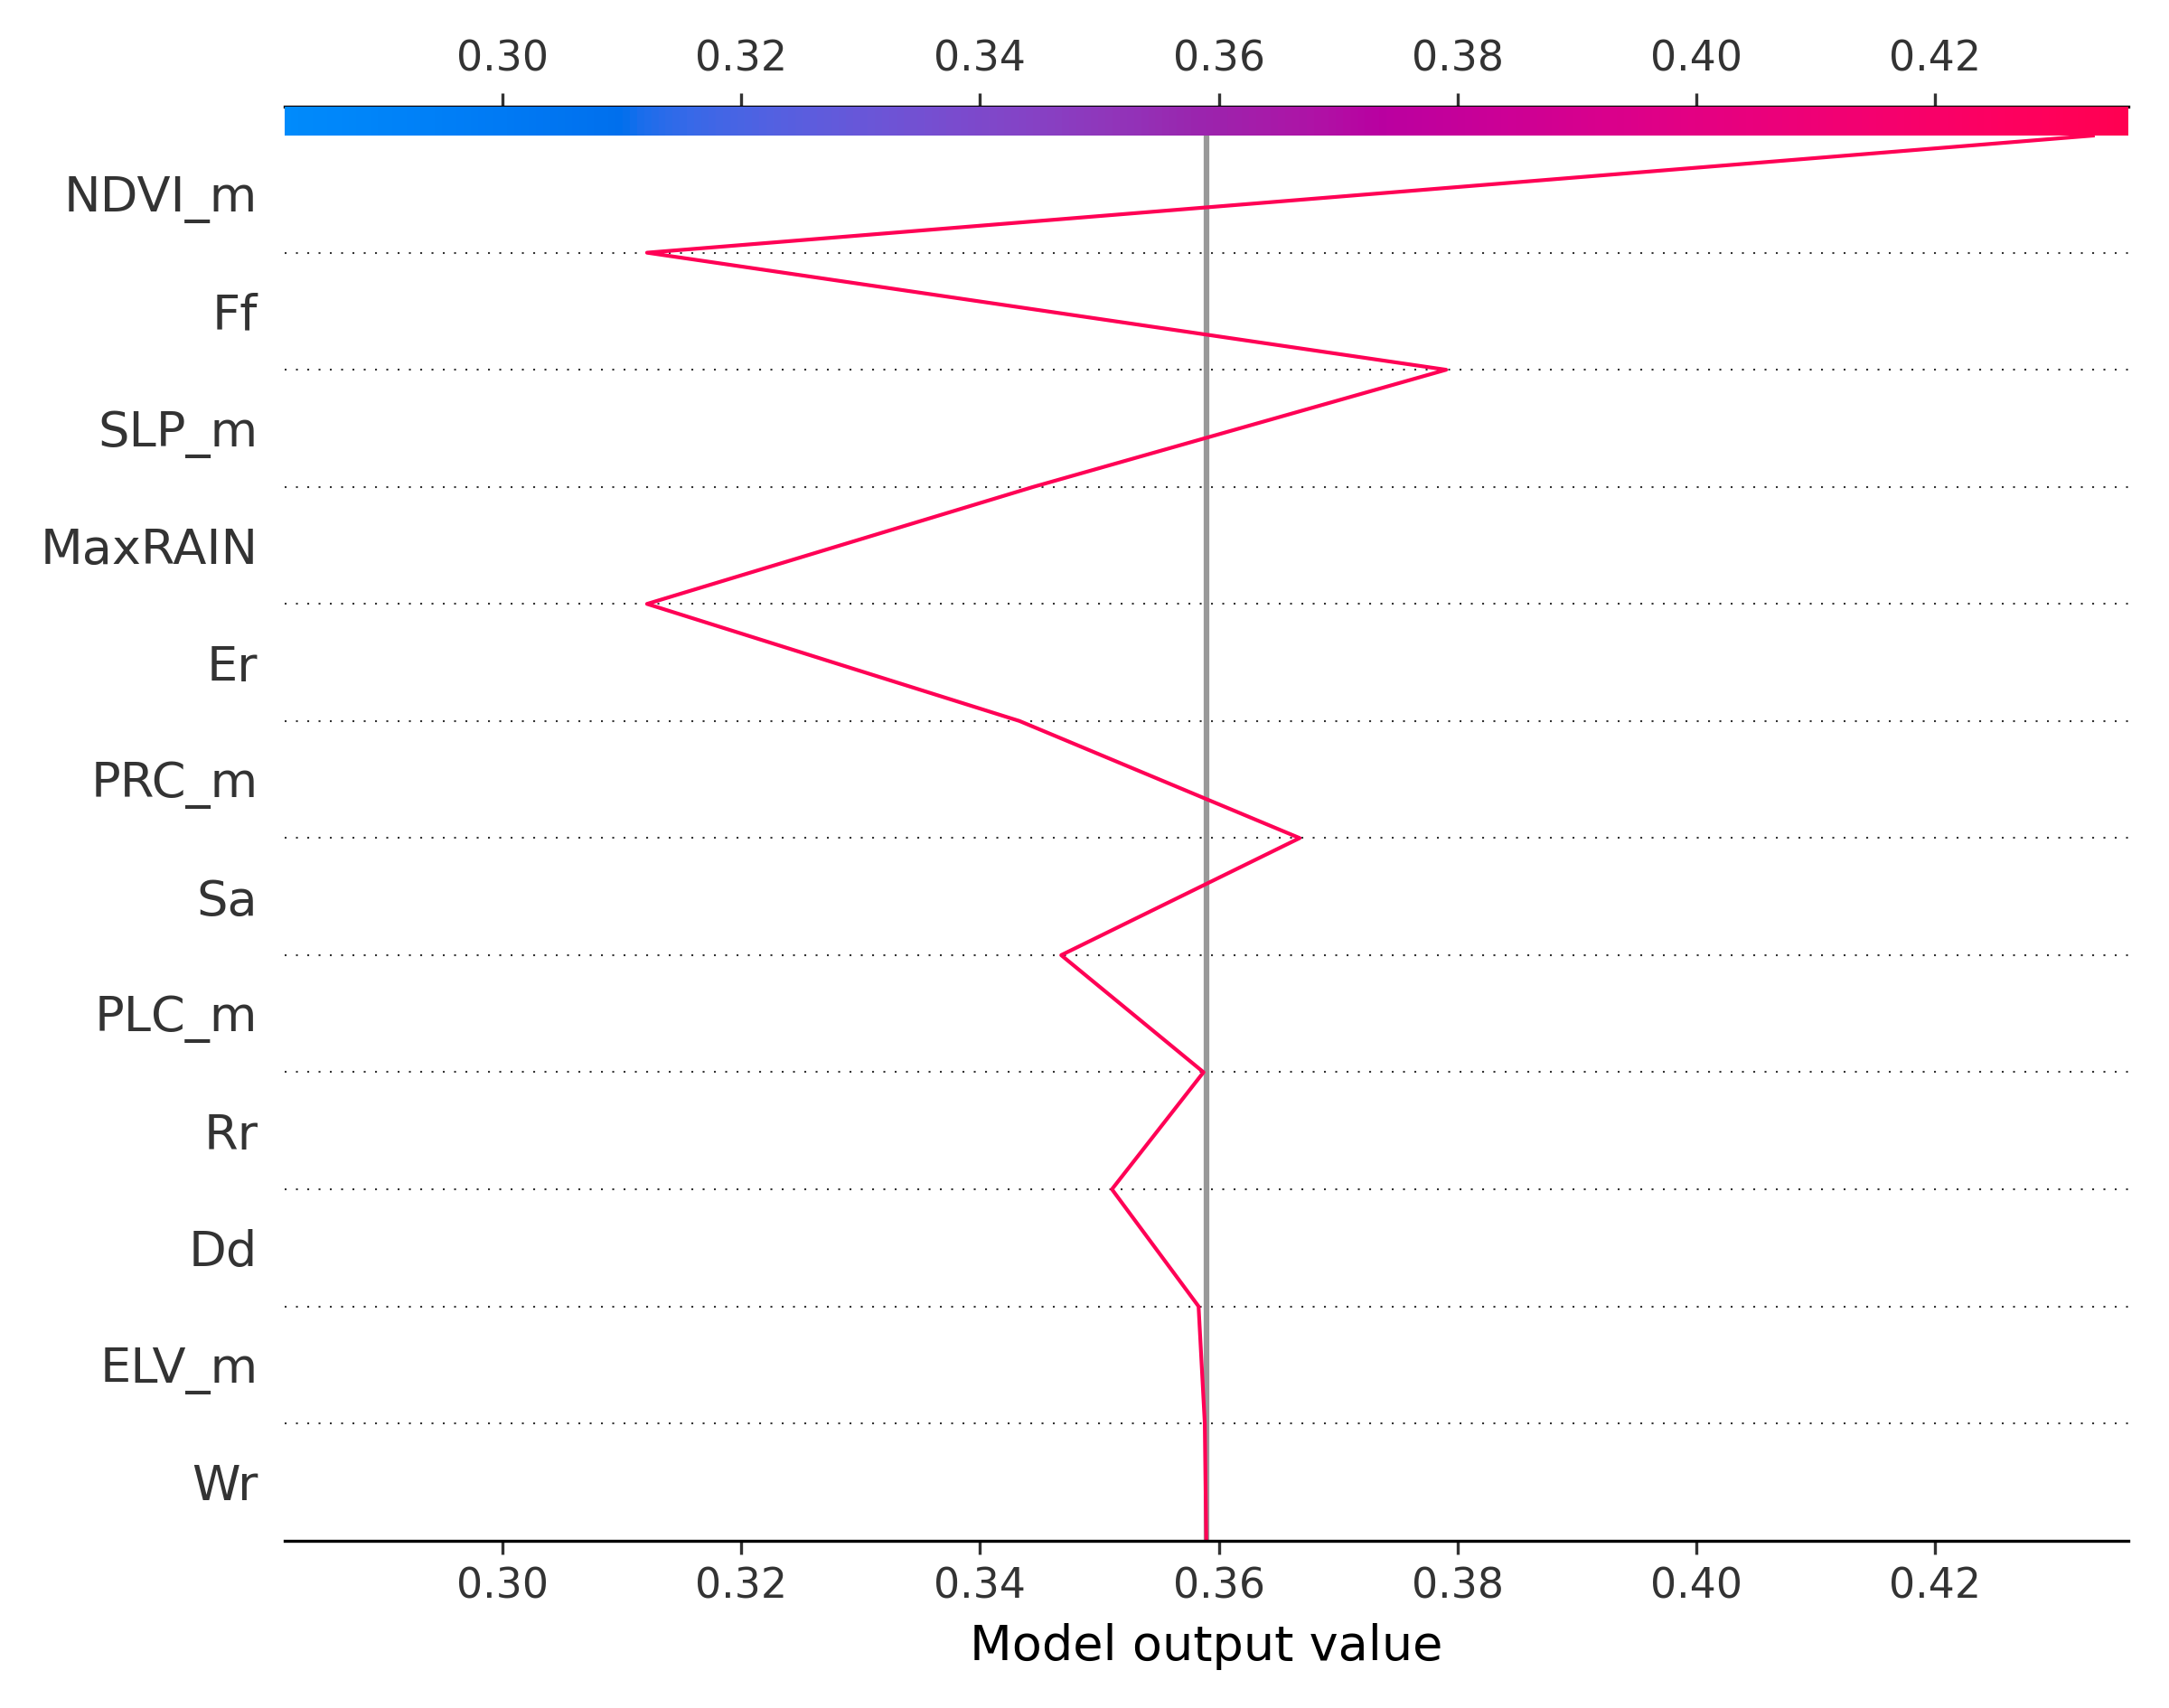 0.30 0.32 0.34 0.36 0.38 0.40 0.42
NDVI_m
Ff
SLP_m
MaxRAIN
Er
PRC_m
Sa
PLC_m
Rr
Dd
ELV_m
Wr
0.30 0.32 0.34 0.36 0.38 0.40 0.42
Model output value